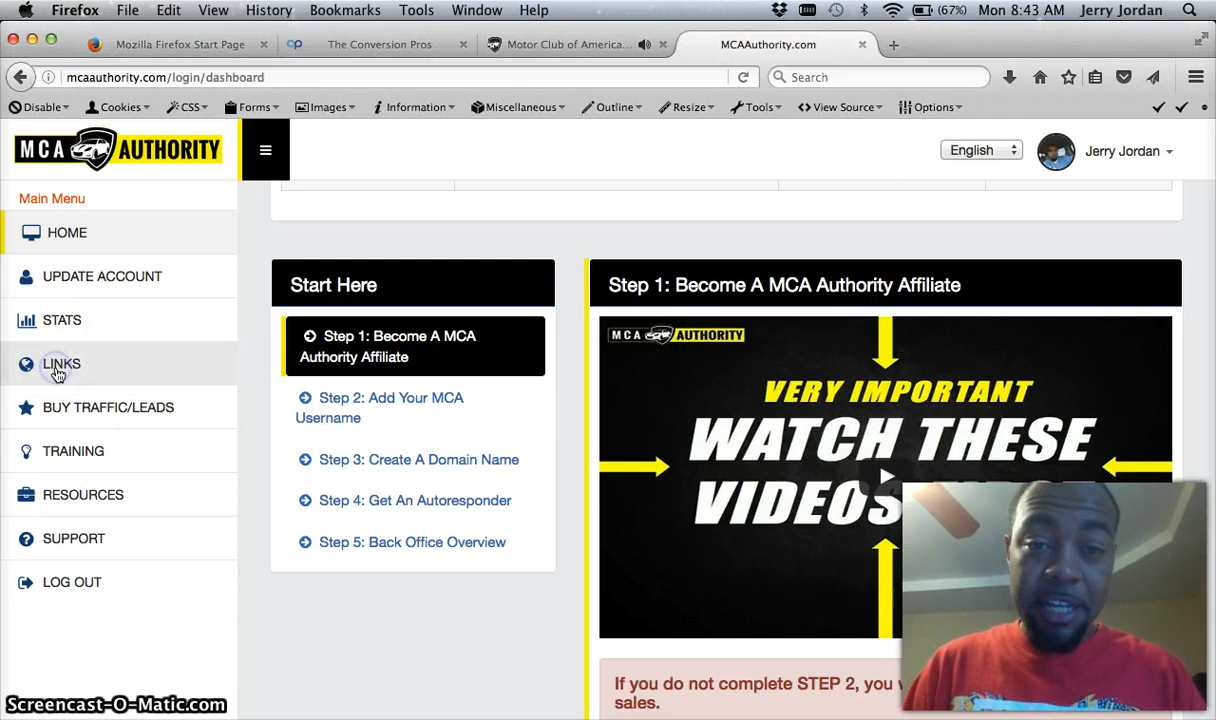 Firefox File Edit View History Bookmarks Tools Window Help (67%) Mon 8:43 AM Jerry Jordan
Mozilla Firefox Start Page The Conversion Pros Motor Club of America... MCAAuthority.com
mcaauthority.com/login/dashboard Search
Disable Cookies CSS Forms Images Information Miscellaneous Outline Resize Tools View Source Options
MCA AUTHORITY
English Jerry Jordan
Main Menu
HOME
UPDATE ACCOUNT
STATS
LINKS
BUY TRAFFIC/LEADS
TRAINING
RESOURCES
SUPPORT
LOG OUT
Start Here
Step 1: Become A MCA
Authority Affiliate
Step 2: Add Your MCA
Username
Step 3: Create A Domain Name
Step 4: Get An Autoresponder
Step 5: Back Office Overview
Step 1: Become A MCA Authority Affiliate
MCA AUTHORITY
VERY IMPORTANT
WATCH THESE
VIDEOS
If you do not complete STEP 2, you
sales.
Screencast-O-Matic.com